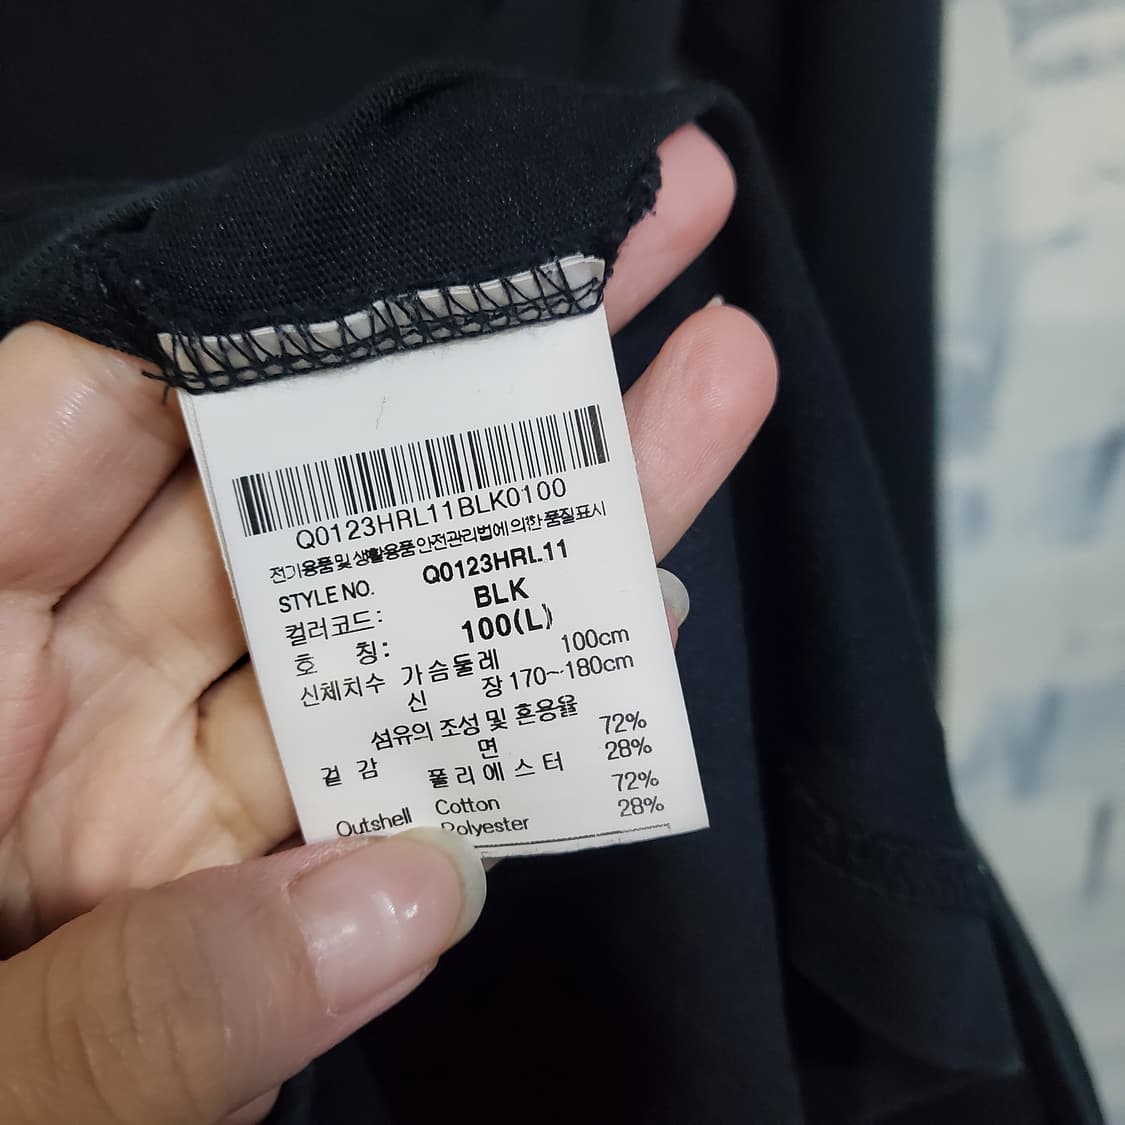 Q0123HRL11BLK0100
전기용품 및 생활용품 안전관리법에 의한 품질표시
STYLE NO. Q0123HRL11
컬러코드: BLK
호 칭: 100(L)
신체치수 가슴둘레 100cm
신 장 170~180cm
섬유의 조성 및 혼용율
겉 감 면 72%
폴리에스터 28%
Outshell Cotton 72%
Polyester 28%